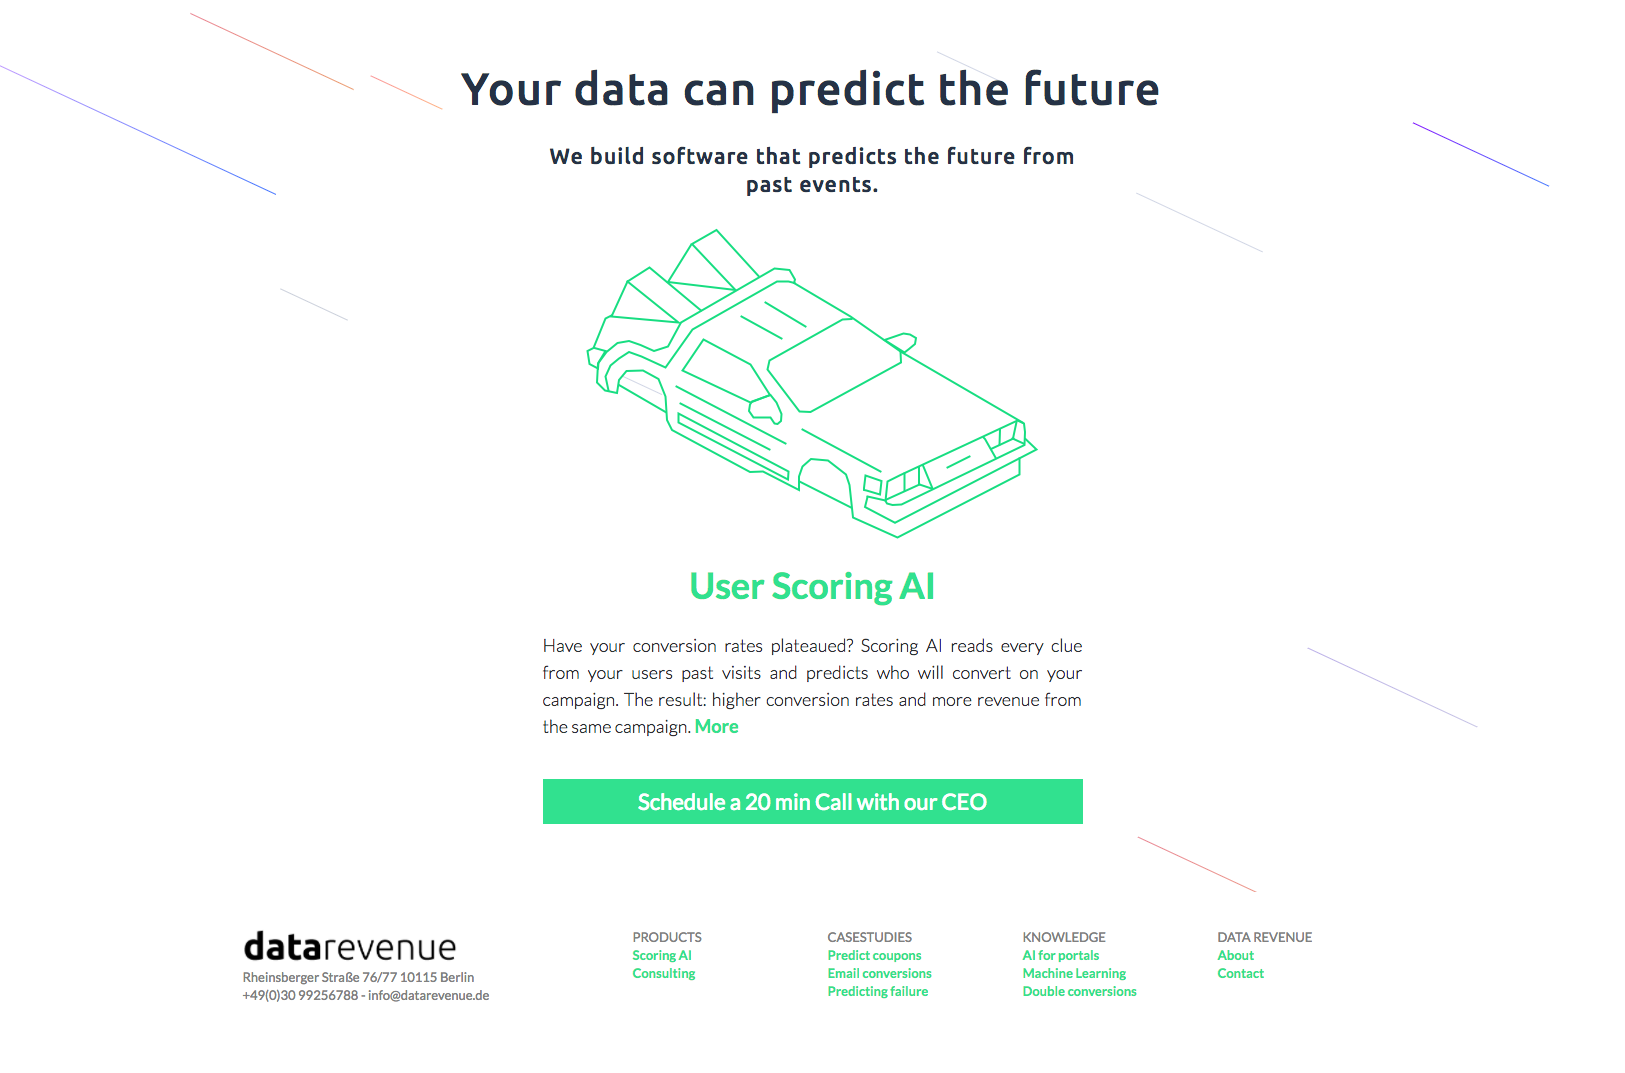 Your data can predict the future
We build software that predicts the future from
past events.
User Scoring AI
Have your conversion rates plateaued? Scoring AI reads every clue
from your users past visits and predicts who will convert on your
campaign. The result: higher conversion rates and more revenue from
the same campaign. More
Schedule a 20 min Call with our CEO
datarevenue
Rheinsberger Straße 76/77 10115 Berlin
+49(0)30 99256788 - info@datarevenue.de
PRODUCTS
Scoring AI
Consulting
CASESTUDIES
Predict coupons
Email conversions
Predicting failure
KNOWLEDGE
AI for portals
Machine Learning
Double conversions
DATA REVENUE
About
Contact